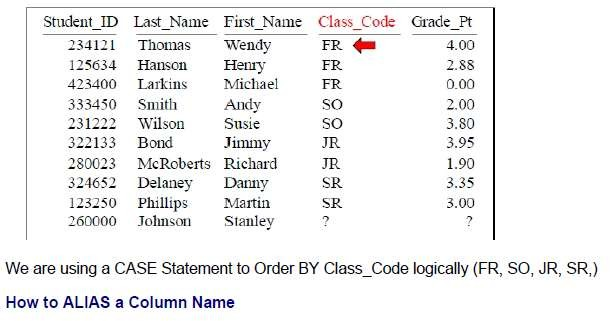 Student_ID Last_Name First_Name Class_Code Grade_Pt
234121 Thomas Wendy FR 4.00
125634 Hanson Henry FR 2.88
423400 Larkins Michael FR 0.00
333450 Smith Andy SO 2.00
231222 Wilson Susie SO 3.80
322133 Bond Jimmy JR 3.95
280023 McRoberts Richard JR 1.90
324652 Delaney Danny SR 3.35
123250 Phillips Martin SR 3.00
260000 Johnson Stanley ? ?
We are using a CASE Statement to Order BY Class_Code logically (FR, SO, JR, SR,)
How to ALIAS a Column Name